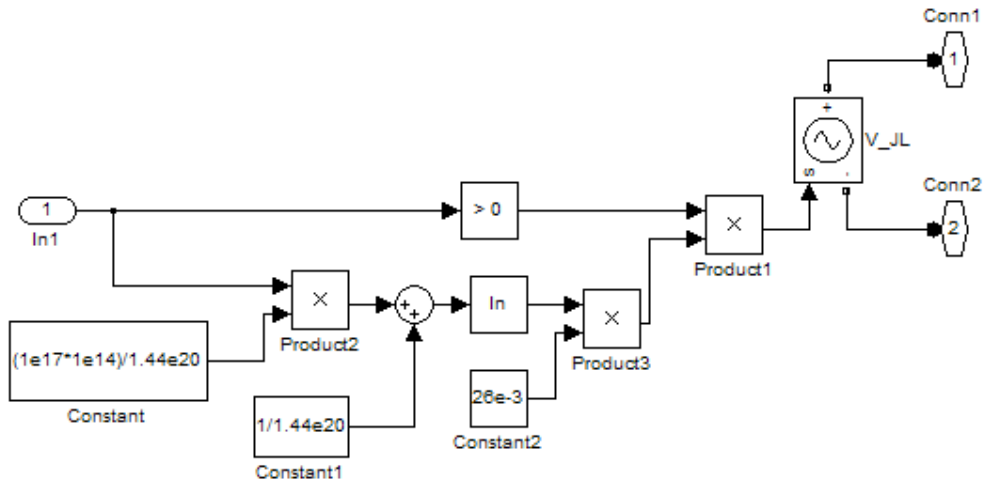 Conn1
1
+
V_JL
s
-
Conn2
2
1
In1
> 0
×
Product1
×
Product2
+
+
ln
×
Product3
(1e17*1e14)/1.44e20
Constant
1/1.44e20
Constant1
26e-3
Constant2